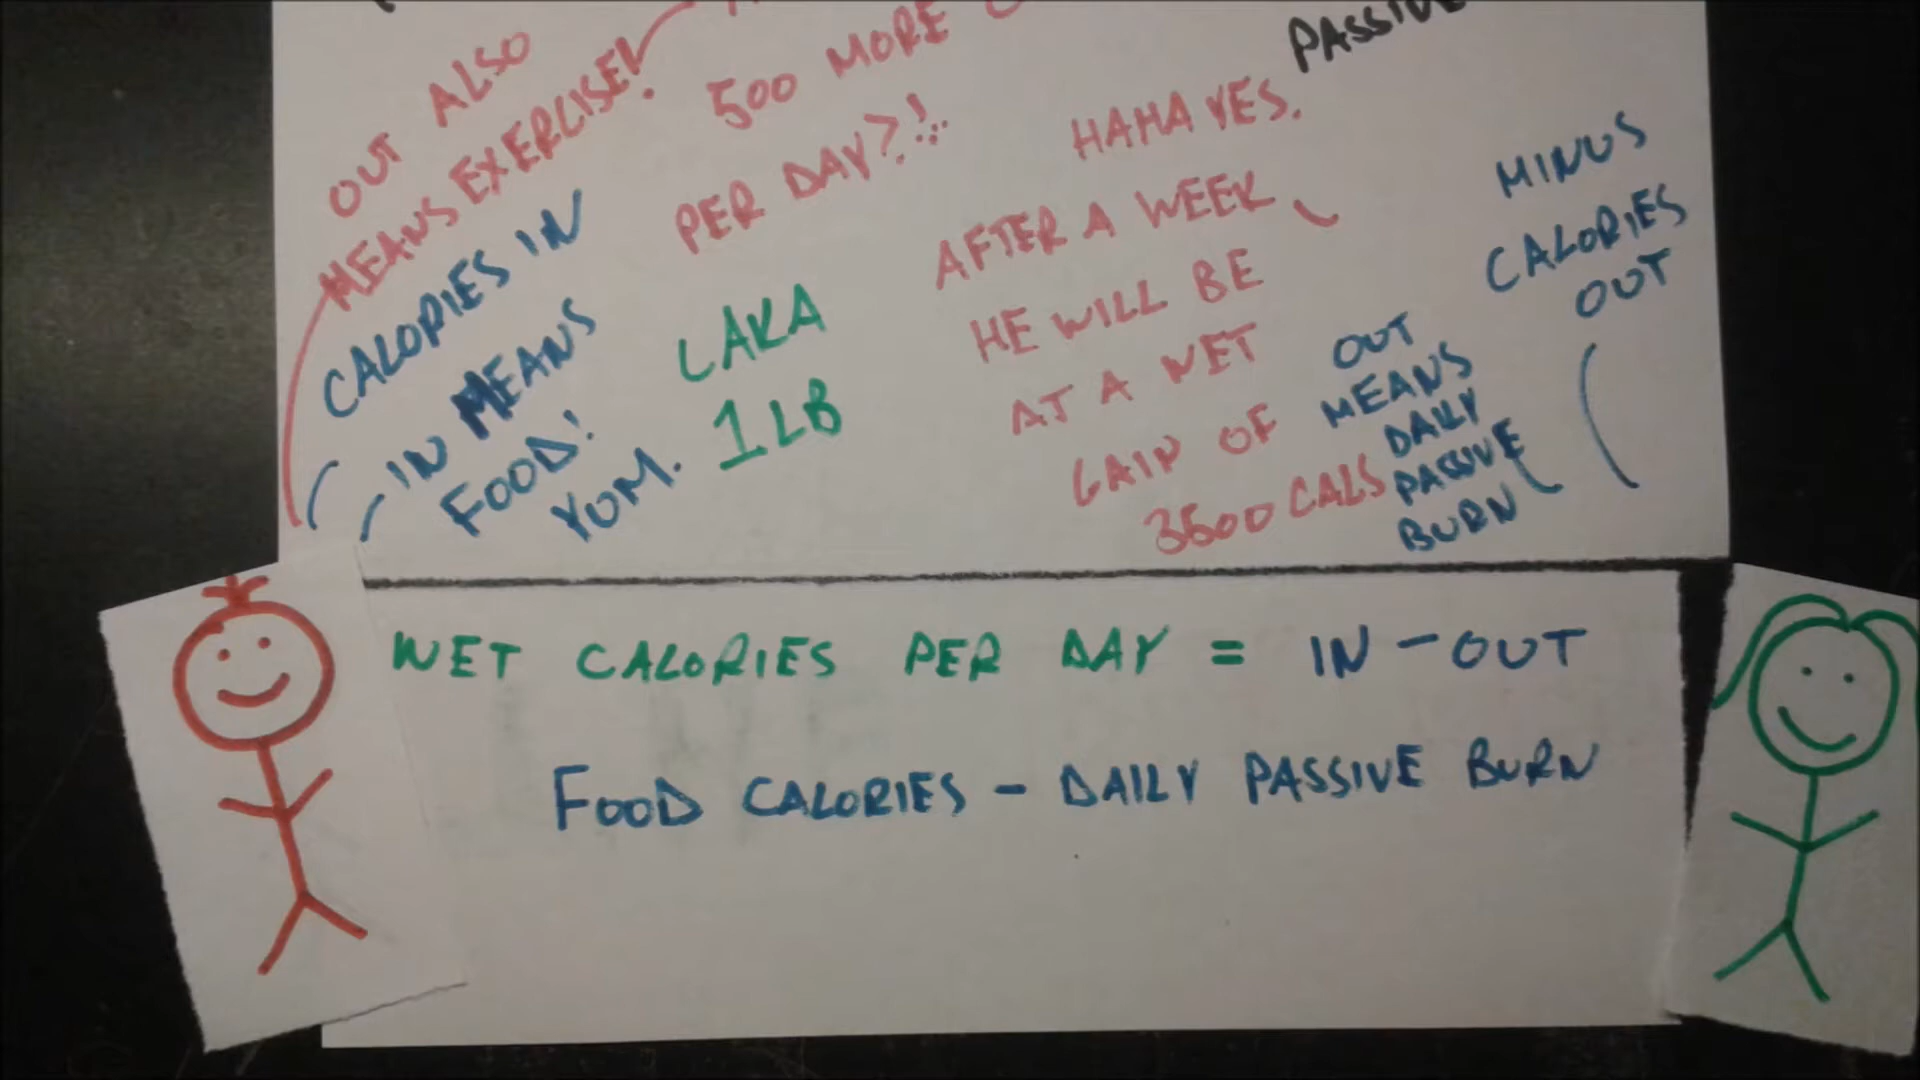 OUT ALSO
MEANS EXERCISE!
CALORIES IN
IN MEANS
FOOD!
YUM.
500 MORE
PER DAY?!
(AKA
1 LB
HAHA YES.
AFTER A WEEK
HE WILL BE
AT A NET
GAIN OF
3500 CALS
PASSIVE
MINUS
CALORIES
OUT
OUT
MEANS
DAILY
PASSIVE
BURN
NET CALORIES PER DAY = IN - OUT
FOOD CALORIES - DAILY PASSIVE BURN